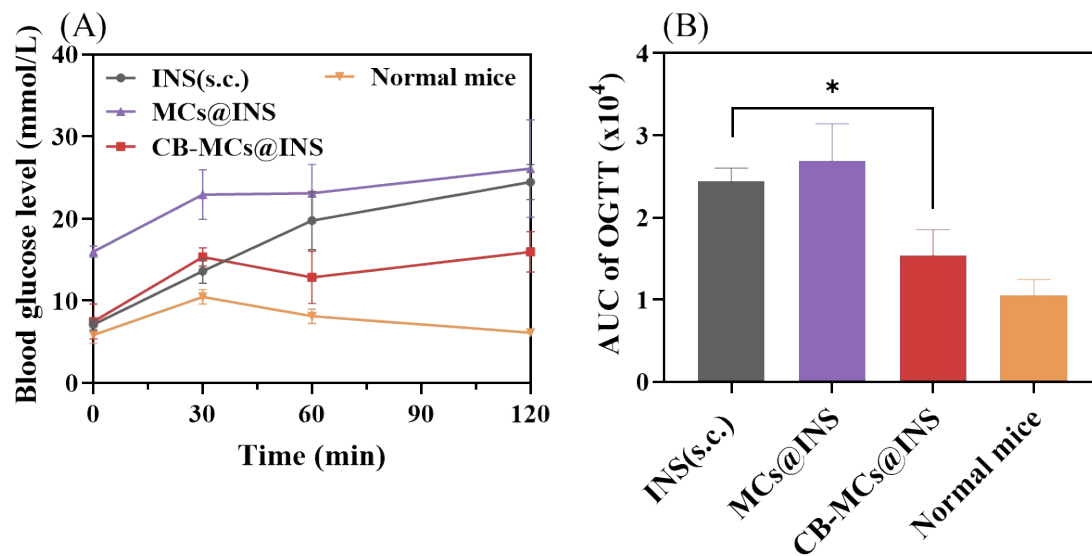 (A)
Blood glucose level (mmol/L)
40
30
20
10
0
INS(s.c.)
MCs@INS
CB-MCs@INS
Normal mice
0
30
60
90
120
Time (min)
(B)
AUC of OGTT (x10⁴)
4
3
2
1
0
*
INS(s.c.)
MCs@INS
CB-MCs@INS
Normal mice